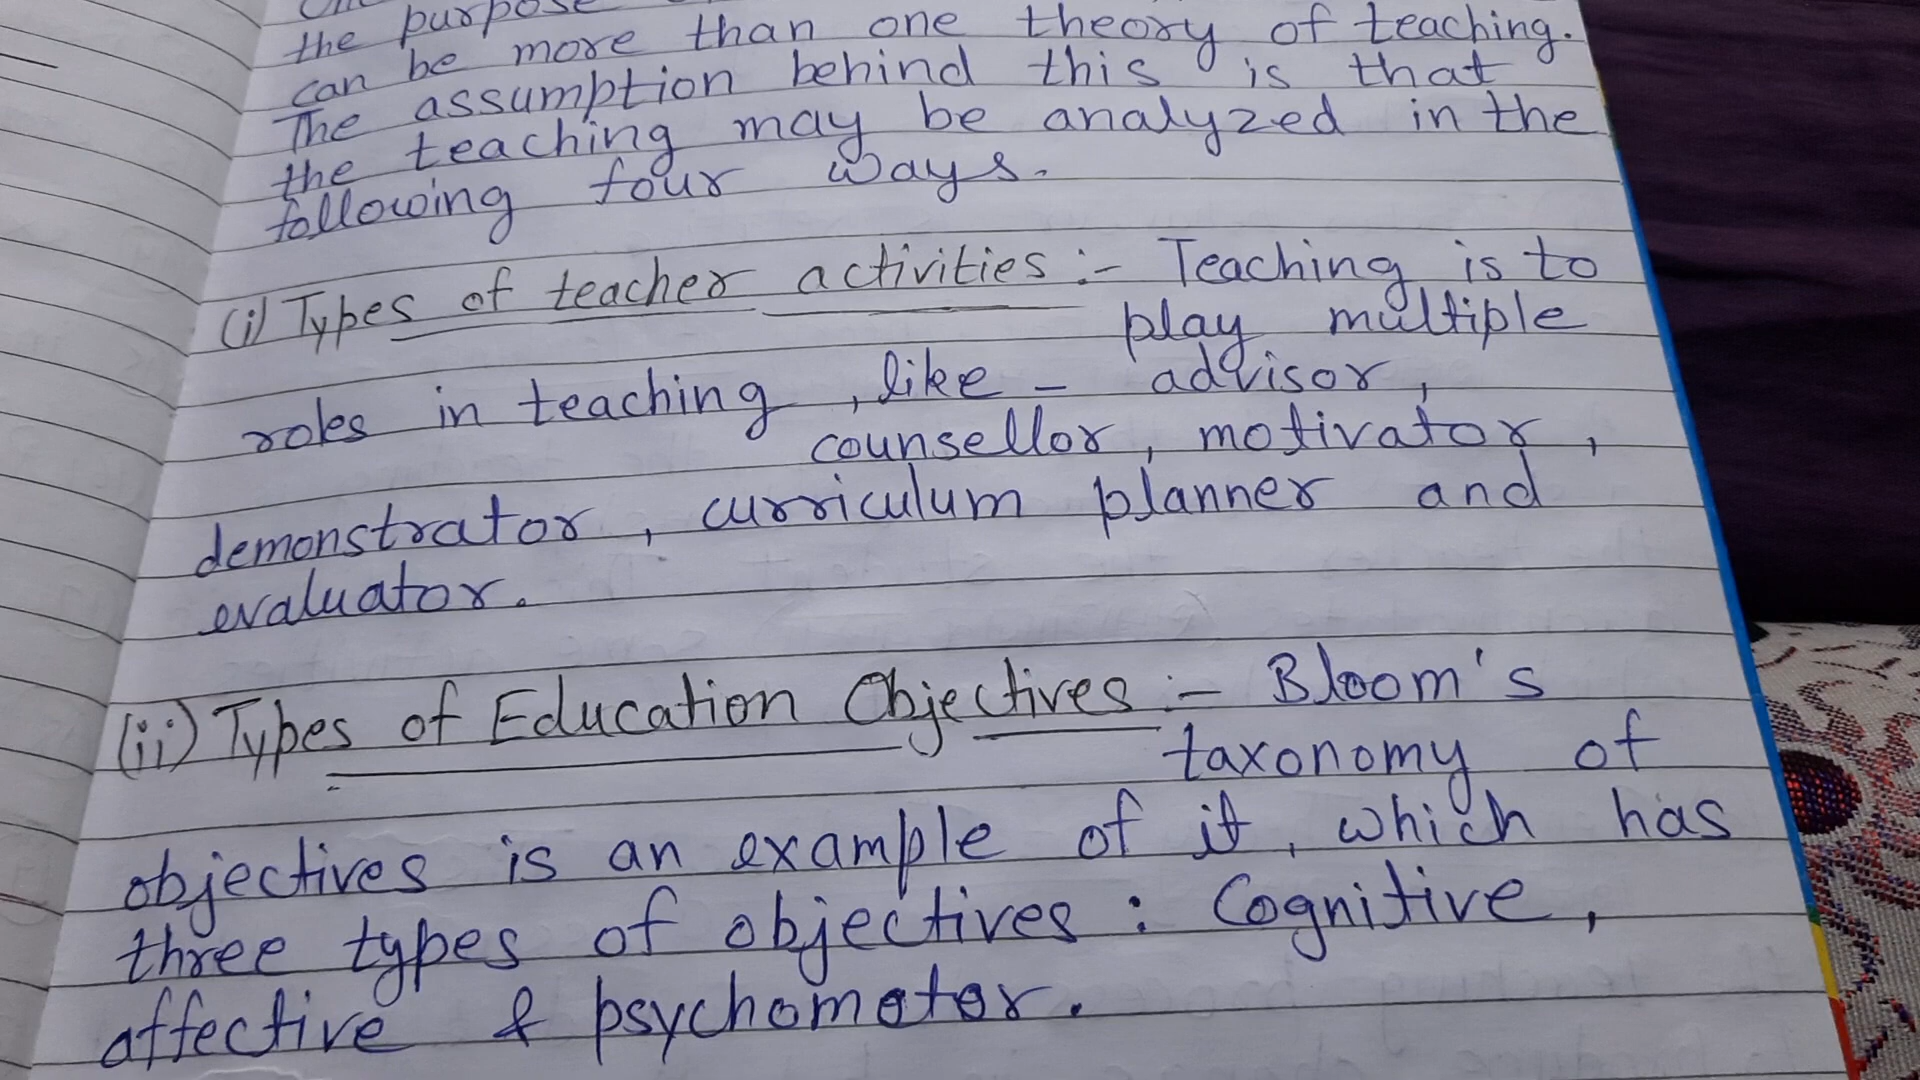 the purpose
can be more than one theory of teaching.
The assumption behind this is that
the teaching may be analyzed in the
following four ways.
(i) Types of teacher activities :- Teaching is to
play multiple
roles in teaching, like - advisor,
counsellor, motivator,
demonstrator, curriculum planner and
evaluator.
(ii) Types of Education Objectives :- Bloom's
taxonomy of
objectives is an example of it, which has
three types of objectives : Cognitive,
affective & psychomotor.